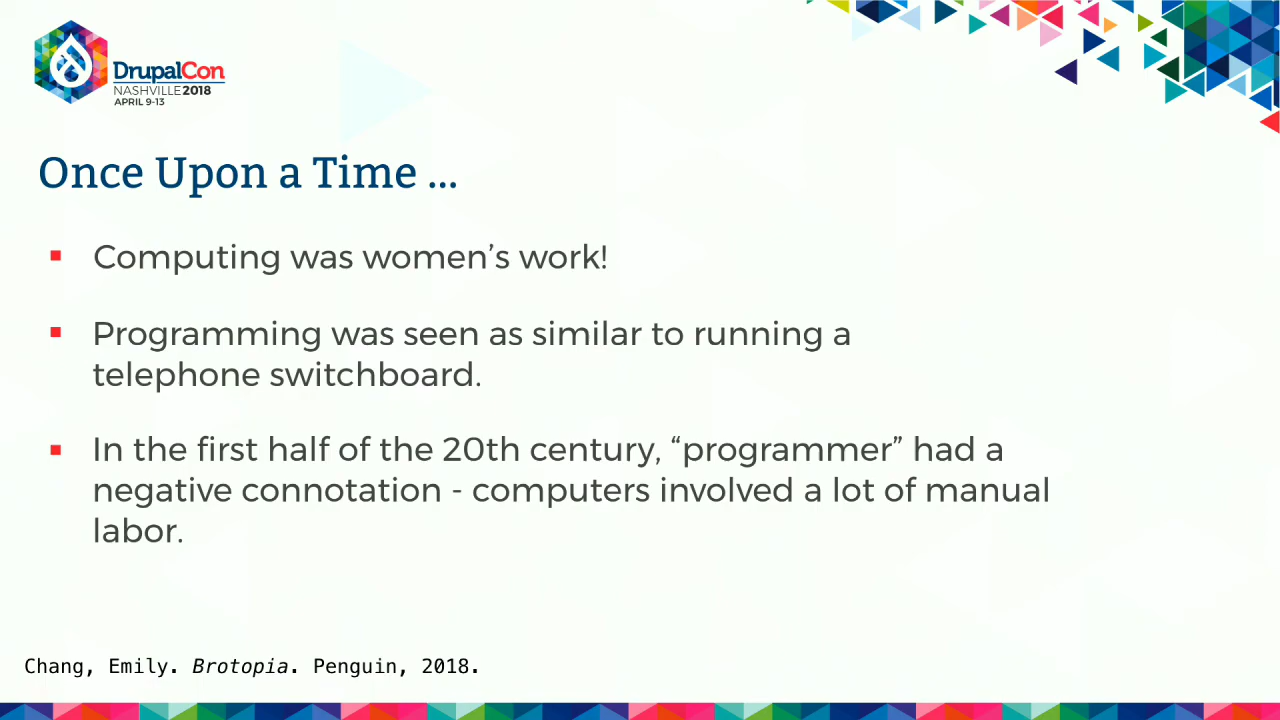 DrupalCon
NASHVILLE 2018
APRIL 9-13
Once Upon a Time ...
▪ Computing was women’s work!
▪ Programming was seen as similar to running a
telephone switchboard.
▪ In the first half of the 20th century, “programmer” had a
negative connotation - computers involved a lot of manual
labor.
Chang, Emily. Brotopia. Penguin, 2018.